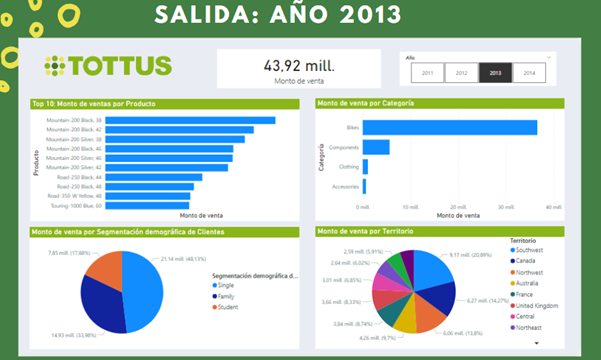 SALIDA: AÑO 2013
TOTTUS
43,92 mill.
Monto de venta
Año
2011
2012
2013
2014
Top 10: Monto de ventas por Producto
Producto
Mountain-200 Black, 38
Mountain-200 Black, 42
Mountain-200 Silver, 38
Mountain-200 Black, 46
Mountain-200 Silver, 46
Mountain-200 Silver, 42
Road-250 Black, 44
Road-250 Black, 48
Road-350-W Yellow, 48
Touring-1000 Blue, 60
Monto de venta
Monto de venta por Categoría
Categoría
Bikes
Components
Clothing
Accessories
0 mill.
10 mill.
20 mill.
30 mill.
40 mill.
Monto de venta
Monto de venta por Segmentación demográfica de Clientes
7,85 mill (17,88%)
21,14 mill (48,13%)
14,93 mill (33,98%)
Segmentación demográfica d...
Single
Family
Student
Monto de venta por Territorio
2,59 mill (5,91%)
2,64 mill (6,02%)
3,01 mill (6,85%)
3,66 mill (8,33%)
3,84 mill (8,74%)
4,26 mill (9,7%)
9,17 mill (20,89%)
6,27 mill (14,27%)
6,06 mill (13,8%)
Territorio
Southwest
Canada
Northwest
Australia
France
United Kingdom
Central
Northeast